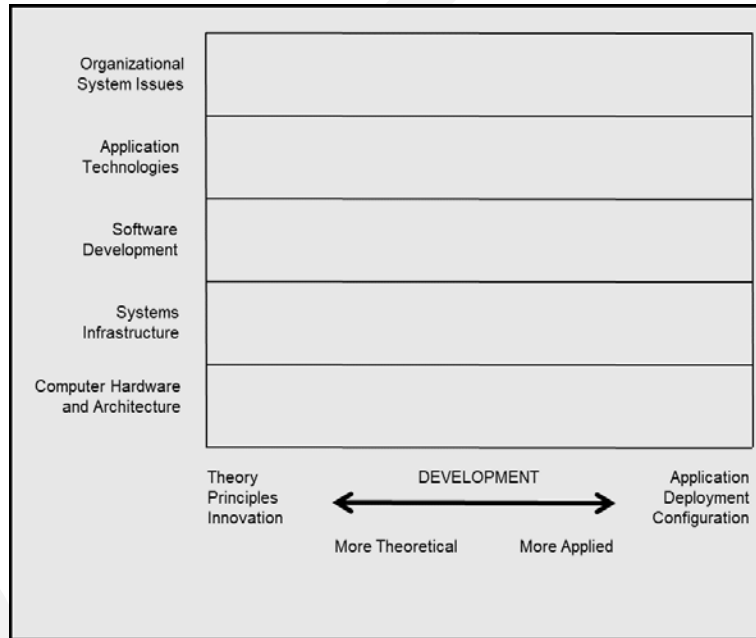 Organizational
System Issues
Application
Technologies
Software
Development
Systems
Infrastructure
Computer Hardware
and Architecture
Theory
Principles
Innovation
DEVELOPMENT
More Theoretical
More Applied
Application
Deployment
Configuration